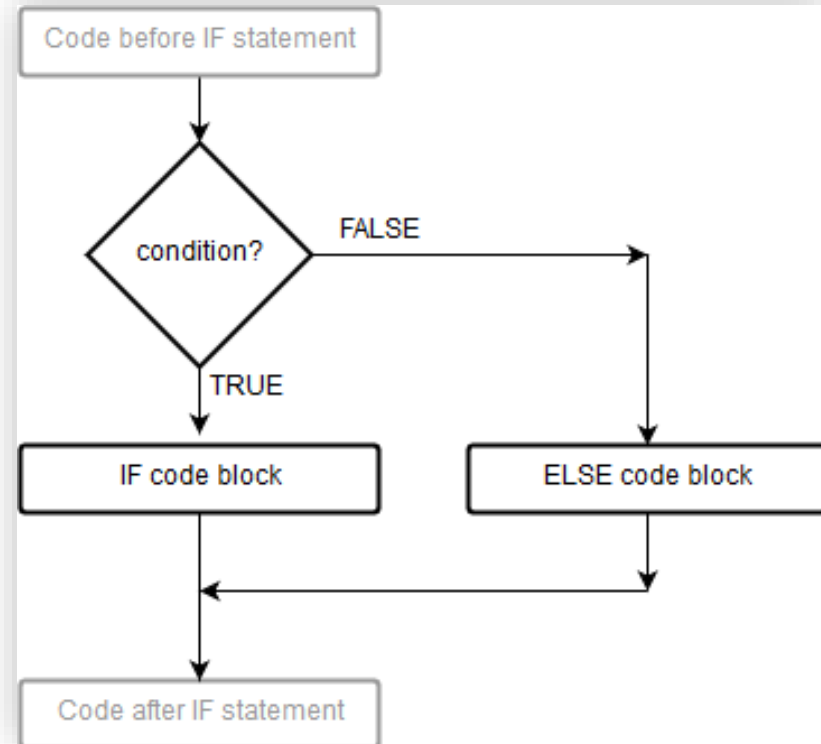 Code before IF statement
condition?
FALSE
TRUE
IF code block
ELSE code block
Code after IF statement